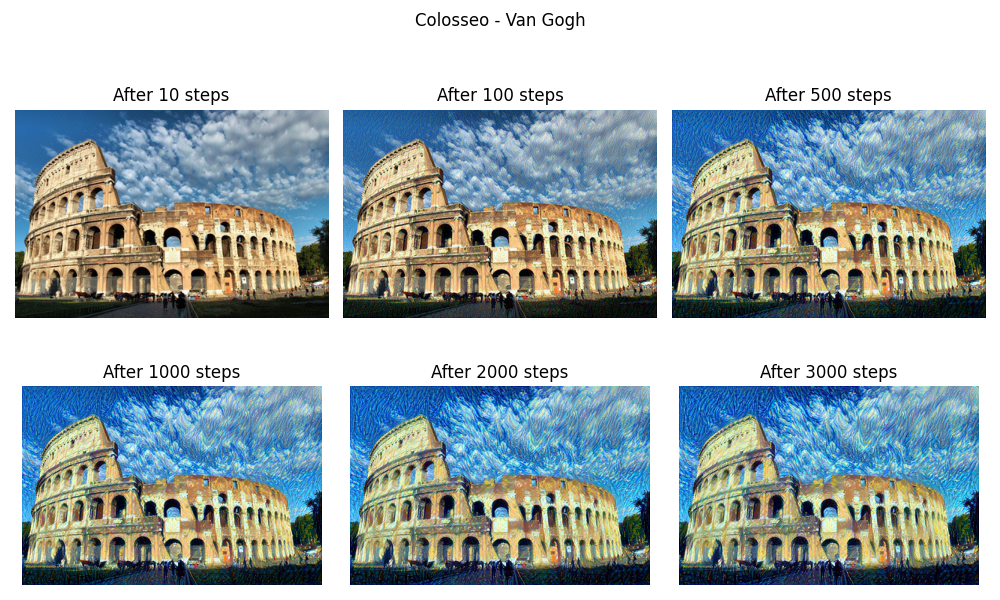 Colosseo - Van Gogh
After 10 steps
After 100 steps
After 500 steps
After 1000 steps
After 2000 steps
After 3000 steps